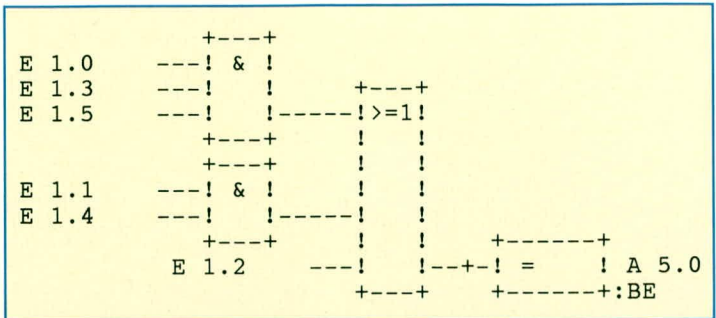 +---+
E 1.0    ---! & !
E 1.3    ---!   !      +---+
E 1.5    ---!   !-----!>=1!
            +---+      !   !
            +---+      !   !
E 1.1    ---! & !      !   !
E 1.4    ---!   !-----!   !
            +---+      !   !    +------+
         E 1.2     ---!   !--+-! =    ! A 5.0
                       +---+    +------+:BE